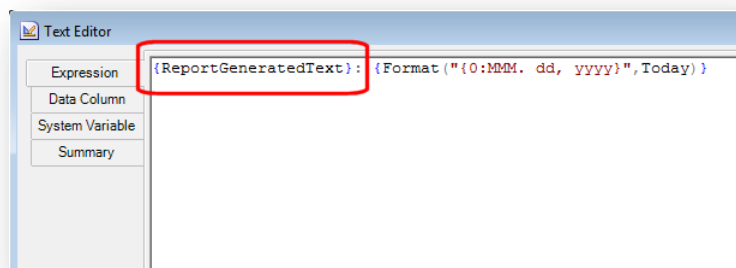 Text Editor
Expression
{ReportGeneratedText}: {Format("{0:MMM. dd, yyyy}",Today)}
Data Column
System Variable
Summary